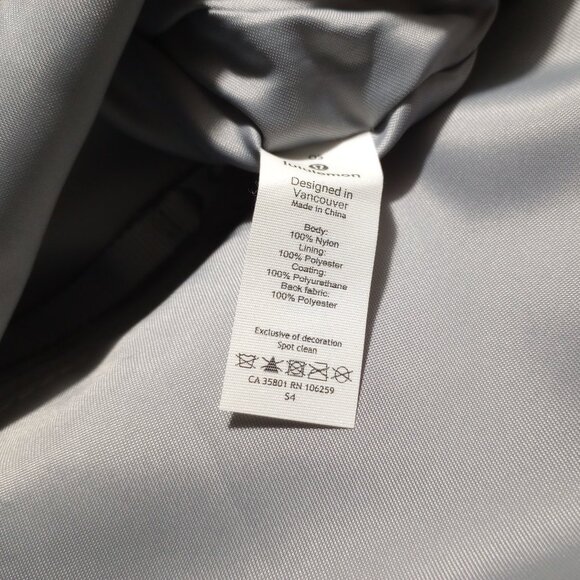 lululemon
Designed in
Vancouver
Made in China
Body:
100% Nylon
Lining:
100% Polyester
Coating:
100% Polyurethane
Back fabric:
100% Polyester
Exclusive of decoration
Spot clean
CA 35801 RN 106259
S4